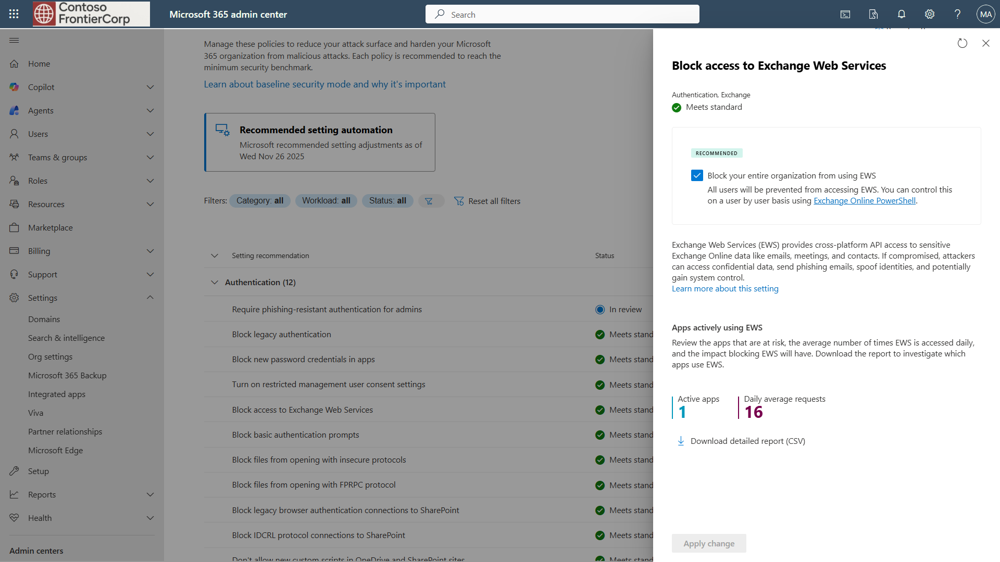 Contoso
FrontierCorp
Microsoft 365 admin center
Search
MA
Home
Copilot
Agents
Users
Teams & groups
Roles
Resources
Marketplace
Billing
Support
Settings
Domains
Search & intelligence
Org settings
Microsoft 365 Backup
Integrated apps
Viva
Partner relationships
Microsoft Edge
Setup
Reports
Health
Admin centers
Manage these policies to reduce your attack surface and harden your Microsoft
365 organization from malicious attacks. Each policy is recommended to reach the
minimum security benchmark.
Learn about baseline security mode and why it's important
Recommended setting automation
Microsoft recommended setting adjustments as of
Wed Nov 26 2025
Filters: Category: all Workload: all Status: all Reset all filters
Setting recommendation Status
Authentication (12)
Require phishing-resistant authentication for admins In review
Block legacy authentication Meets stand
Block new password credentials in apps Meets stand
Turn on restricted management user consent settings Meets stand
Block access to Exchange Web Services Meets stand
Block basic authentication prompts Meets stand
Block files from opening with insecure protocols Meets stand
Block files from opening with FPRPC protocol Meets stand
Block legacy browser authentication connections to SharePoint Meets stand
Block IDCRL protocol connections to SharePoint Meets stand
Don't allow new custom scripts in OneDrive and SharePoint sites Meets stand
Block access to Exchange Web Services
Authentication, Exchange
Meets standard
RECOMMENDED
Block your entire organization from using EWS
All users will be prevented from accessing EWS. You can control this
on a user by user basis using Exchange Online PowerShell.
Exchange Web Services (EWS) provides cross-platform API access to sensitive
Exchange Online data like emails, meetings, and contacts. If compromised, attackers
can access confidential data, send phishing emails, spoof identities, and potentially
gain system control.
Learn more about this setting
Apps actively using EWS
Review the apps that are at risk, the average number of times EWS is accessed daily,
and the impact blocking EWS will have. Download the report to investigate which
apps use EWS.
Active apps Daily average requests
1 16
Download detailed report (CSV)
Apply change